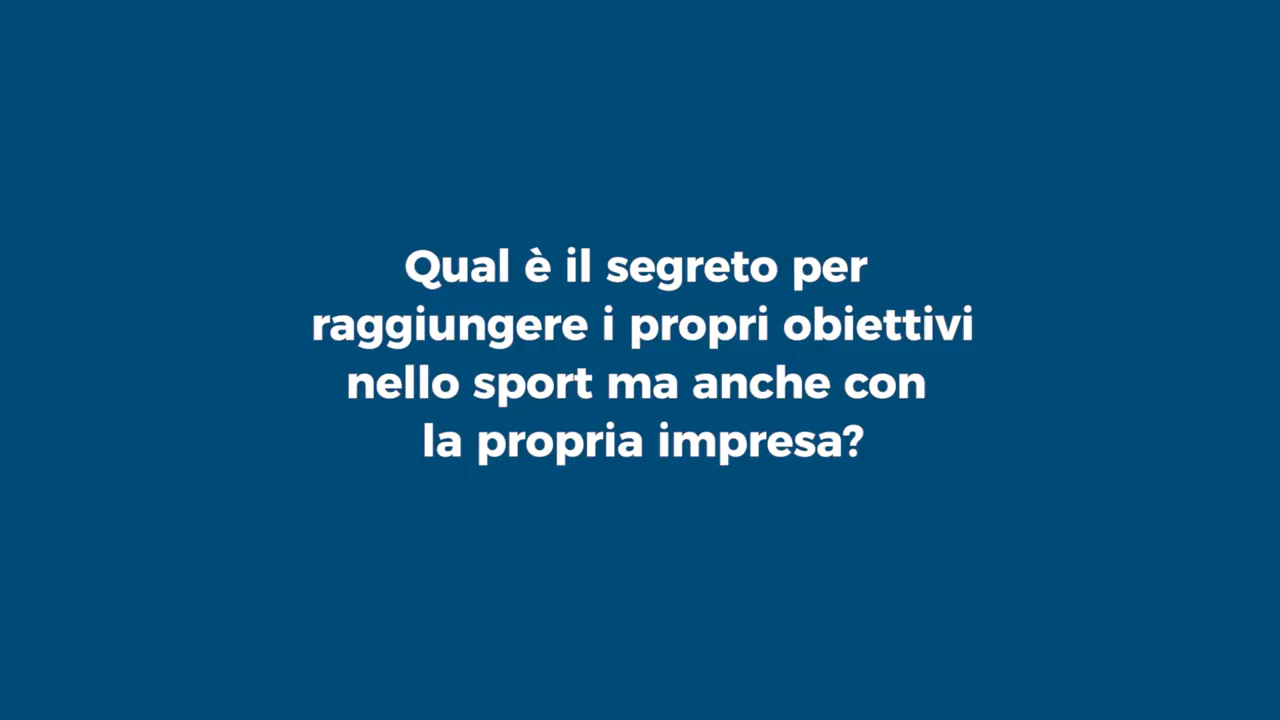 Qual è il segreto per
raggiungere i propri obiettivi
nello sport ma anche con
la propria impresa?